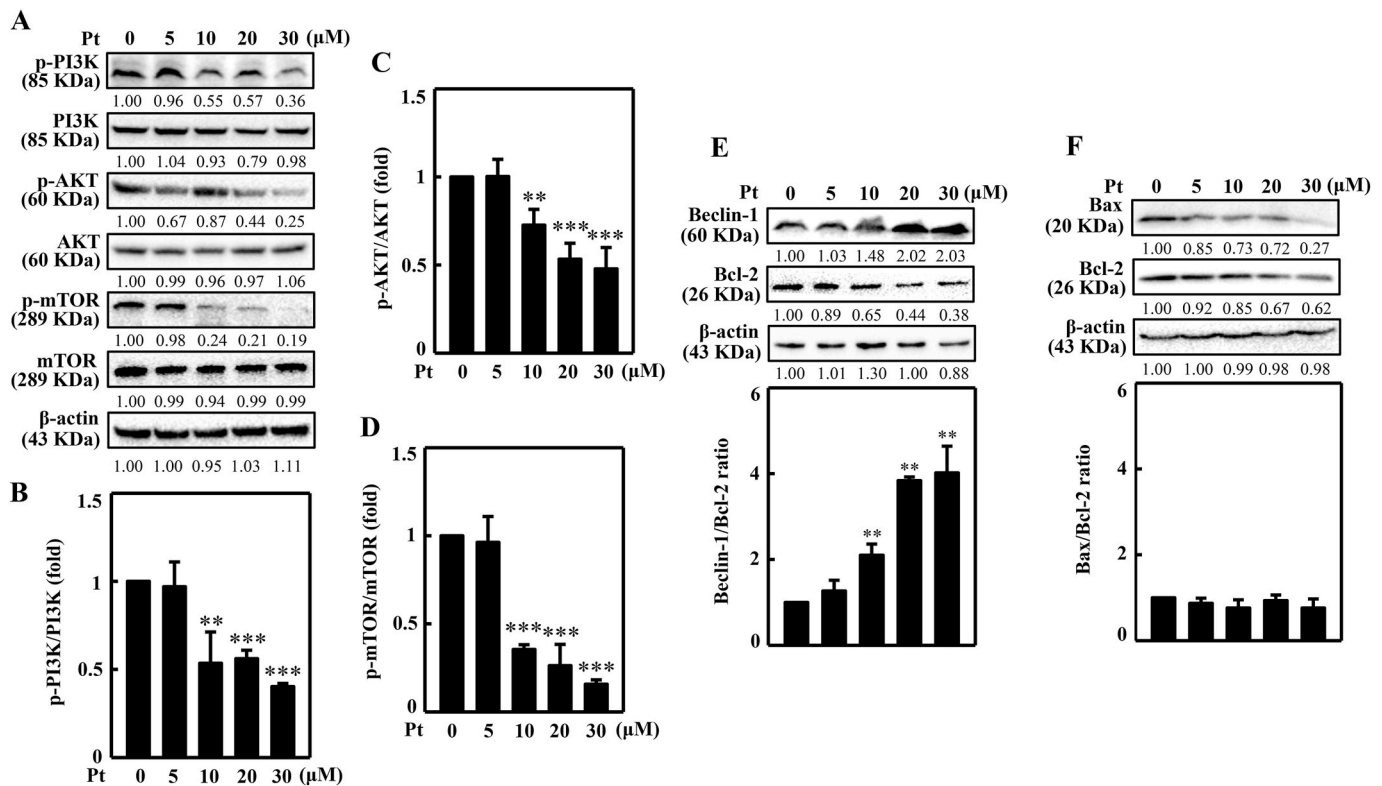 A
Pt 0 5 10 20 30 (μM)
p-PI3K
(85 KDa)
1.00 0.96 0.55 0.57 0.36
PI3K
(85 KDa)
1.00 1.04 0.93 0.79 0.98
p-AKT
(60 KDa)
1.00 0.67 0.87 0.44 0.25
AKT
(60 KDa)
1.00 0.99 0.96 0.97 1.06
p-mTOR
(289 KDa)
1.00 0.98 0.24 0.21 0.19
mTOR
(289 KDa)
1.00 0.99 0.94 0.99 0.99
β-actin
(43 KDa)
1.00 1.00 0.95 1.03 1.11
B
p-PI3K/PI3K (fold)
1.5
1
0.5
0
** *** ***
Pt 0 5 10 20 30 (μM)
C
p-AKT/AKT (fold)
1.5
1
0.5
0
** *** ***
Pt 0 5 10 20 30 (μM)
D
p-mTOR/mTOR (fold)
1.5
1
0.5
0
*** *** ***
Pt 0 5 10 20 30 (μM)
E
Pt 0 5 10 20 30 (μM)
Beclin-1
(60 KDa)
1.00 1.03 1.48 2.02 2.03
Bcl-2
(26 KDa)
1.00 0.89 0.65 0.44 0.38
β-actin
(43 KDa)
1.00 1.01 1.30 1.00 0.88
Beclin-1/Bcl-2 ratio
6
4
2
0
** ** **
F
Pt 0 5 10 20 30 (μM)
Bax
(20 KDa)
1.00 0.85 0.73 0.72 0.27
Bcl-2
(26 KDa)
1.00 0.92 0.85 0.67 0.62
β-actin
(43 KDa)
1.00 1.00 0.99 0.98 0.98
Bax/Bcl-2 ratio
6
4
2
0